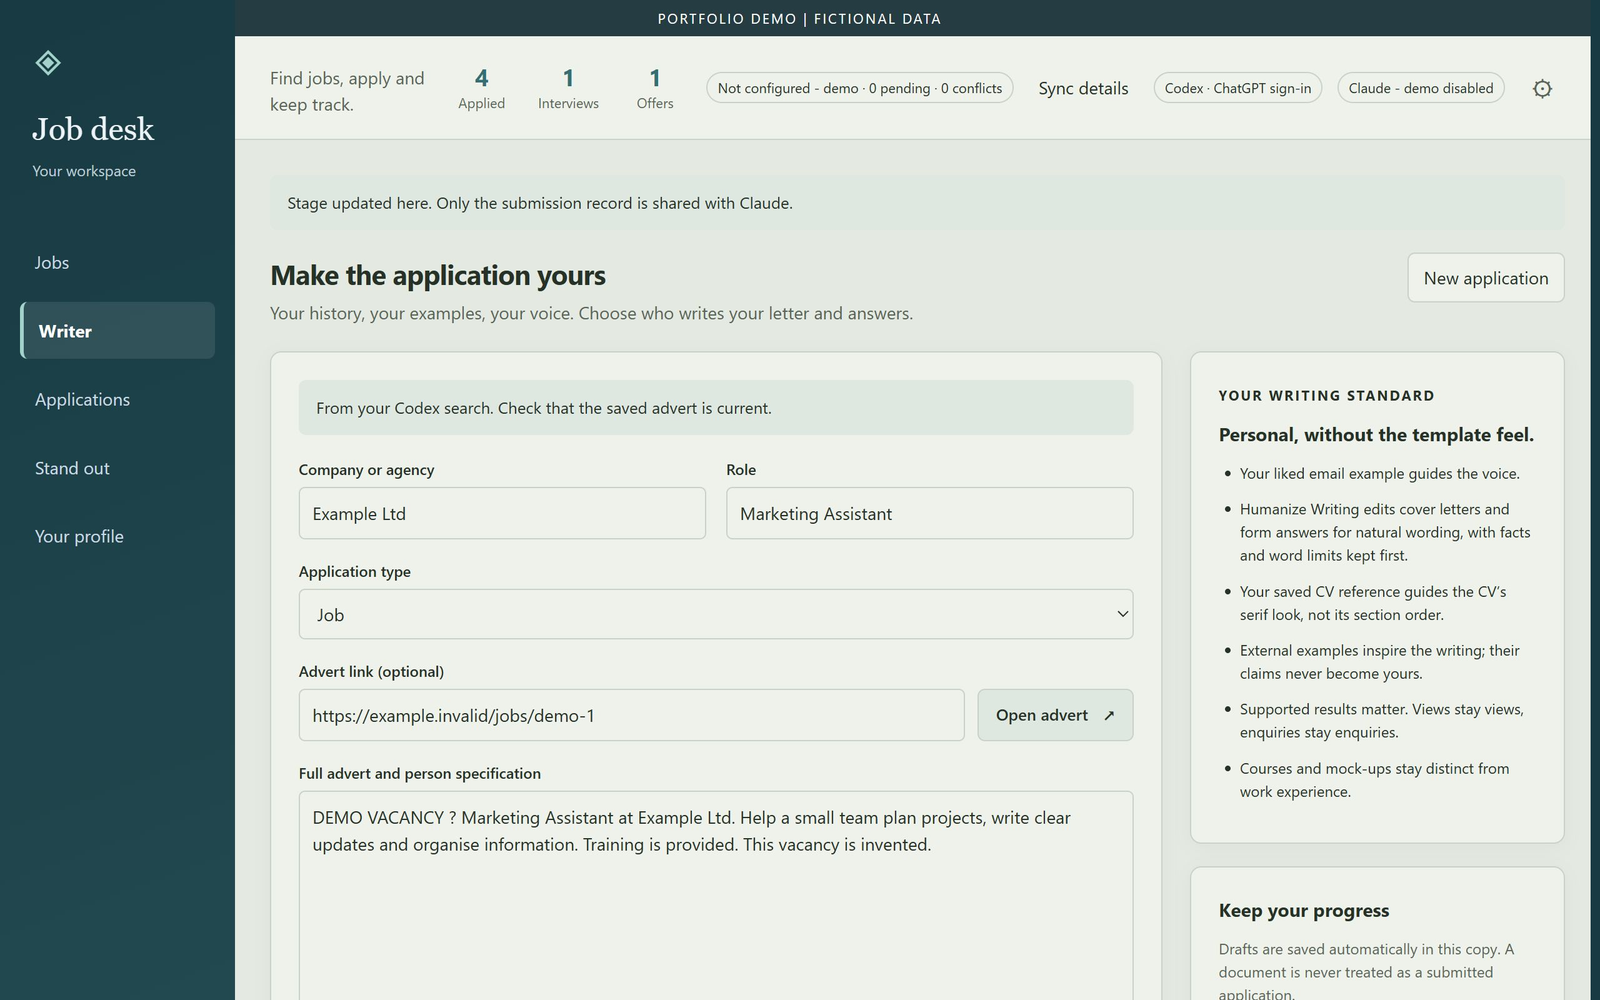 PORTFOLIO DEMO | FICTIONAL DATA
Job desk
Your workspace
Jobs
Writer
Applications
Stand out
Your profile
Find jobs, apply and
keep track.
4
Applied
1
Interviews
1
Offers
Not configured - demo · 0 pending · 0 conflicts
Sync details
Codex · ChatGPT sign-in
Claude - demo disabled
Stage updated here. Only the submission record is shared with Claude.
Make the application yours
Your history, your examples, your voice. Choose who writes your letter and answers.
New application
From your Codex search. Check that the saved advert is current.
Company or agency
Example Ltd
Role
Marketing Assistant
Application type
Job
Advert link (optional)
https://example.invalid/jobs/demo-1
Open advert ↗
Full advert and person specification
DEMO VACANCY ? Marketing Assistant at Example Ltd. Help a small team plan projects, write clear
updates and organise information. Training is provided. This vacancy is invented.
YOUR WRITING STANDARD
Personal, without the template feel.
• Your liked email example guides the voice.
• Humanize Writing edits cover letters and
form answers for natural wording, with facts
and word limits kept first.
• Your saved CV reference guides the CV's
serif look, not its section order.
• External examples inspire the writing; their
claims never become yours.
• Supported results matter. Views stay views,
enquiries stay enquiries.
• Courses and mock-ups stay distinct from
work experience.
Keep your progress
Drafts are saved automatically in this copy. A
document is never treated as a submitted
application.